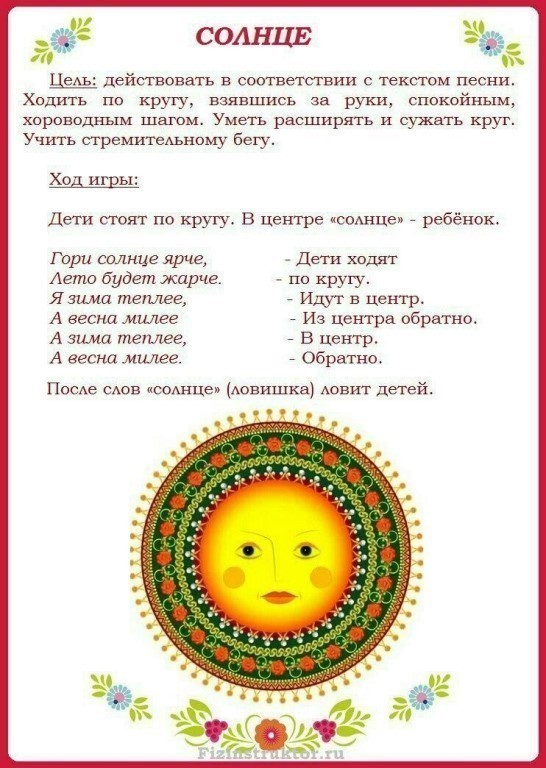 СОЛНЦЕ
Цель: действовать в соответствии с текстом песни.
Ходить по кругу, взявшись за руки, спокойным,
хороводным шагом. Уметь расширять и сужать круг.
Учить стремительному бегу.
Ход игры:
Дети стоят по кругу. В центре «солнце» - ребёнок.
Гори солнце ярче, - Дети ходят
Лето будет жарче. - по кругу.
Я зима теплее, - Идут в центр.
А весна милее - Из центра обратно.
А зима теплее, - В центр.
А весна милее. - Обратно.
После слов «солнце» (ловишка) ловит детей.
Fizinstruktor.ru